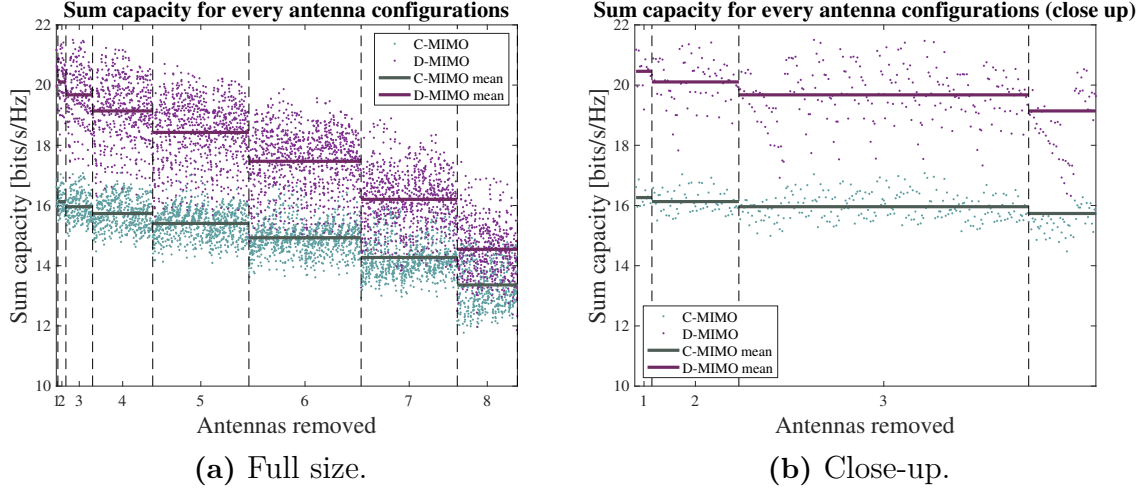 Sum capacity for every antenna configurations
22
20
18
16
14
12
10
Sum capacity [bits/s/Hz]
C-MIMO
D-MIMO
C-MIMO mean
D-MIMO mean
1 2 3 4 5 6 7 8
Antennas removed
(a) Full size.
Sum capacity for every antenna configurations (close up)
22
20
18
16
14
12
10
Sum capacity [bits/s/Hz]
C-MIMO
D-MIMO
C-MIMO mean
D-MIMO mean
1 2 3
Antennas removed
(b) Close-up.